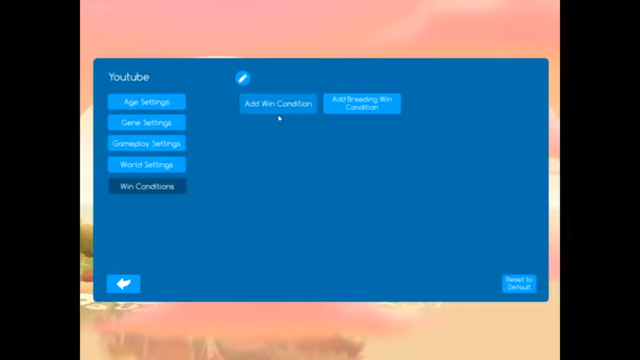 Youtube
Age Settings
Gene Settings
Gameplay Settings
World Settings
Win Conditions
Add Win Condition
Add Breeding Win
Condition
Reset to
Default